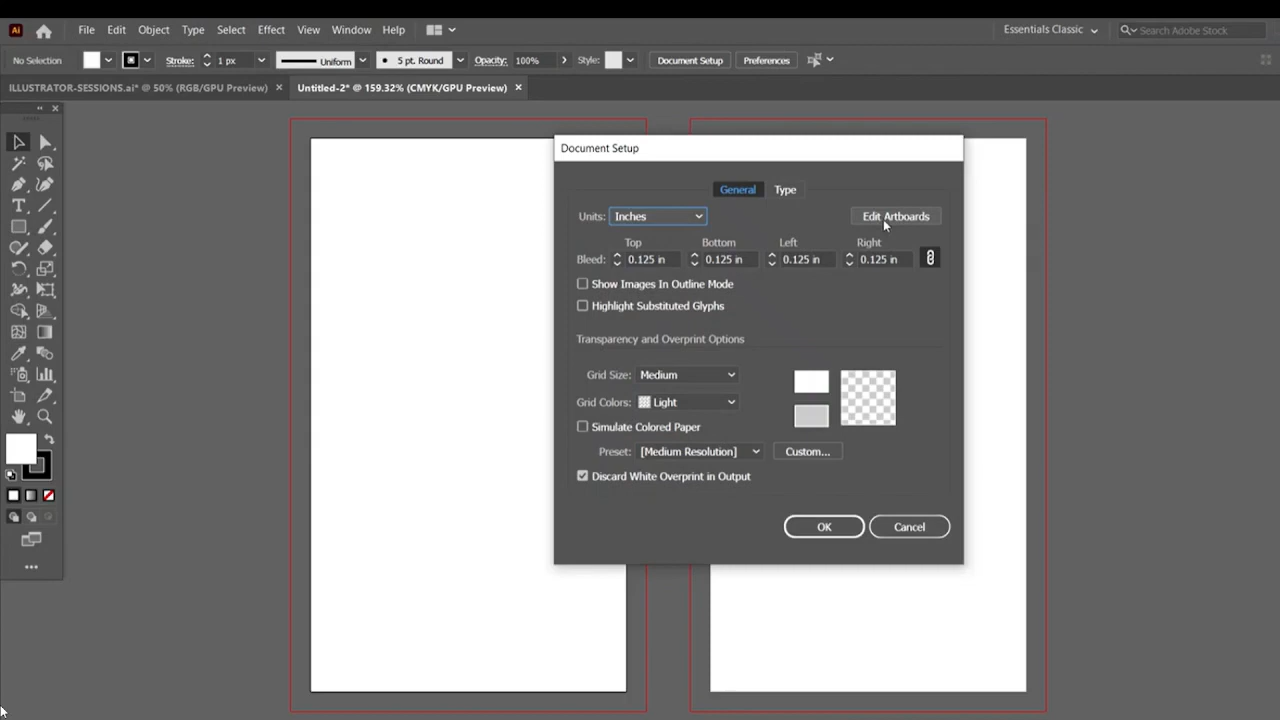 Ai File Edit Object Type Select Effect View Window Help Essentials Classic Search Adobe Stock
No Selection Stroke: 1 px Uniform 5 pt. Round Opacity: 100% Style: Document Setup Preferences
ILLUSTRATOR-SESSIONS.ai* @ 50% (RGB/GPU Preview) × Untitled-2* @ 159.32% (CMYK/GPU Preview) ×
Document Setup
General Type
Units: Inches Edit Artboards
Top Bottom Left Right
Bleed: 0.125 in 0.125 in 0.125 in 0.125 in
Show Images In Outline Mode
Highlight Substituted Glyphs
Transparency and Overprint Options
Grid Size: Medium
Grid Colors: Light
Simulate Colored Paper
Preset: [Medium Resolution] Custom...
Discard White Overprint in Output
OK Cancel